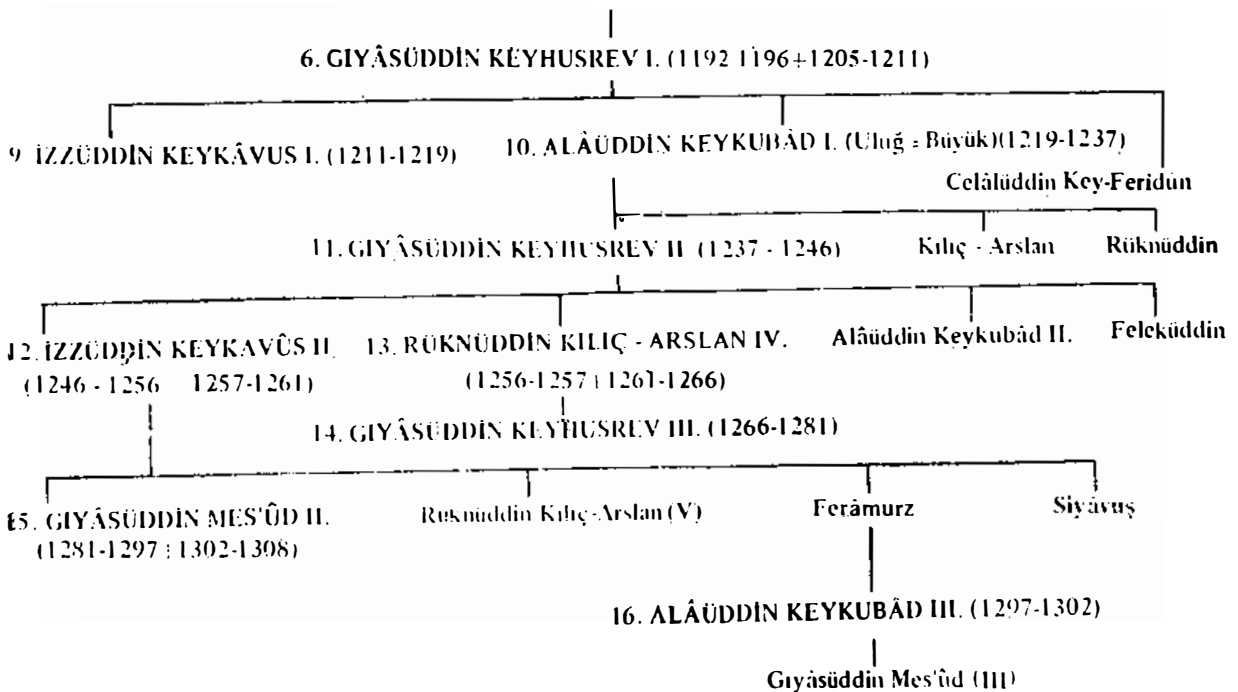 6. GIYÂSÜDDİN KEYHUSREV I. (1192 1196+1205-1211)
9. İZZÜDDİN KEYKÂVUS I. (1211-1219) 10. ALÂÜDDİN KEYKUBÂD I. (Uluğ = Büyük)(1219-1237)
Celâlüddin Key-Feridûn
11. GIYÂSÜDDİN KEYHUSREV II (1237 - 1246) Kılıç - Arslan Rüknüddin
12. İZZÜDDİN KEYKAVÛS II. 13. RÜKNÜDDİN KILIÇ - ARSLAN IV. Alâüddin Keykubâd II. Feleküddin
(1246 - 1256 1257-1261) (1256-1257 + 1261-1266)
14. GIYÂSÜDDİN KEYHUSREV III. (1266-1281)
15. GIYÂSÜDDİN MES'ÛD II. Rüknüddin Kılıç-Arslan (V) Ferâmurz Siyâvuş
(1281-1297 + 1302-1308)
16. ALÂÜDDİN KEYKUBÂD III. (1297-1302)
Gıyâsüddin Mes'ûd (III)